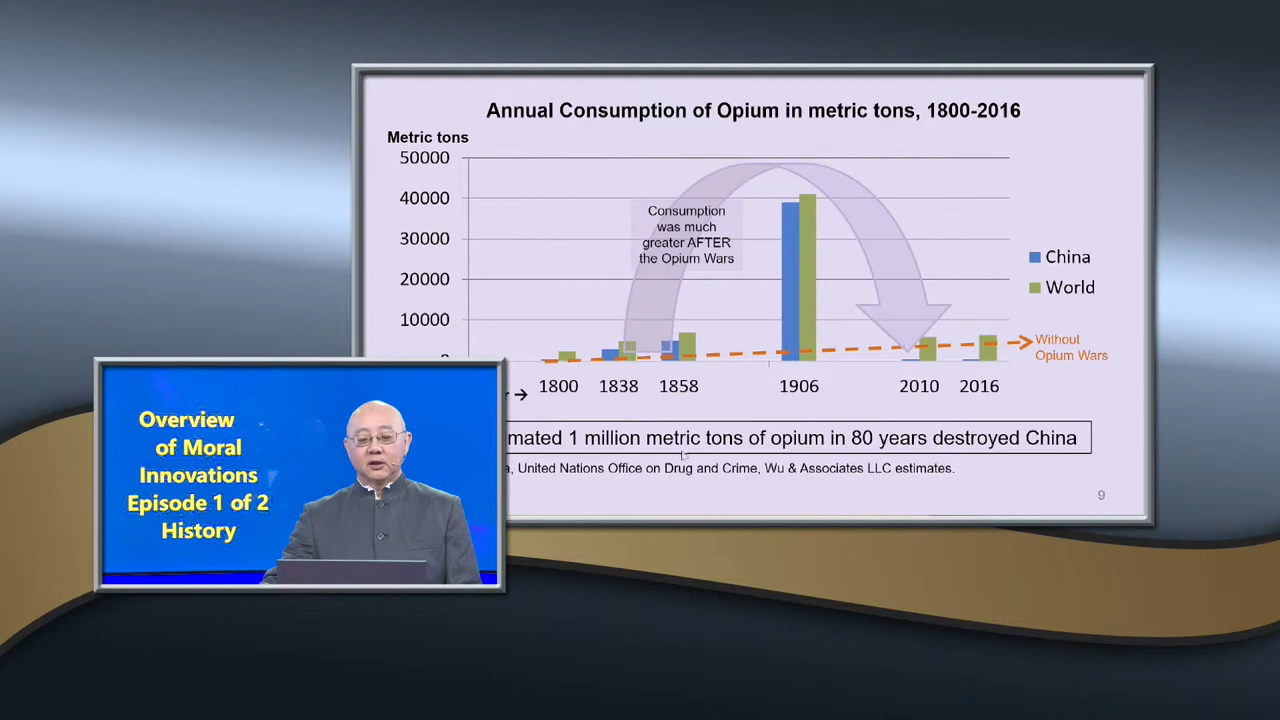 Annual Consumption of Opium in metric tons, 1800-2016
Metric tons
50000
40000
30000
20000
10000
Consumption
was much
greater AFTER
the Opium Wars
China
World
Without
Opium Wars
1800 1838 1858 1906 2010 2016
1 million metric tons of opium in 80 years destroyed China
United Nations Office on Drug and Crime, Wu & Associates LLC estimates.
9
Overview
of Moral
Innovations
Episode 1 of 2
History